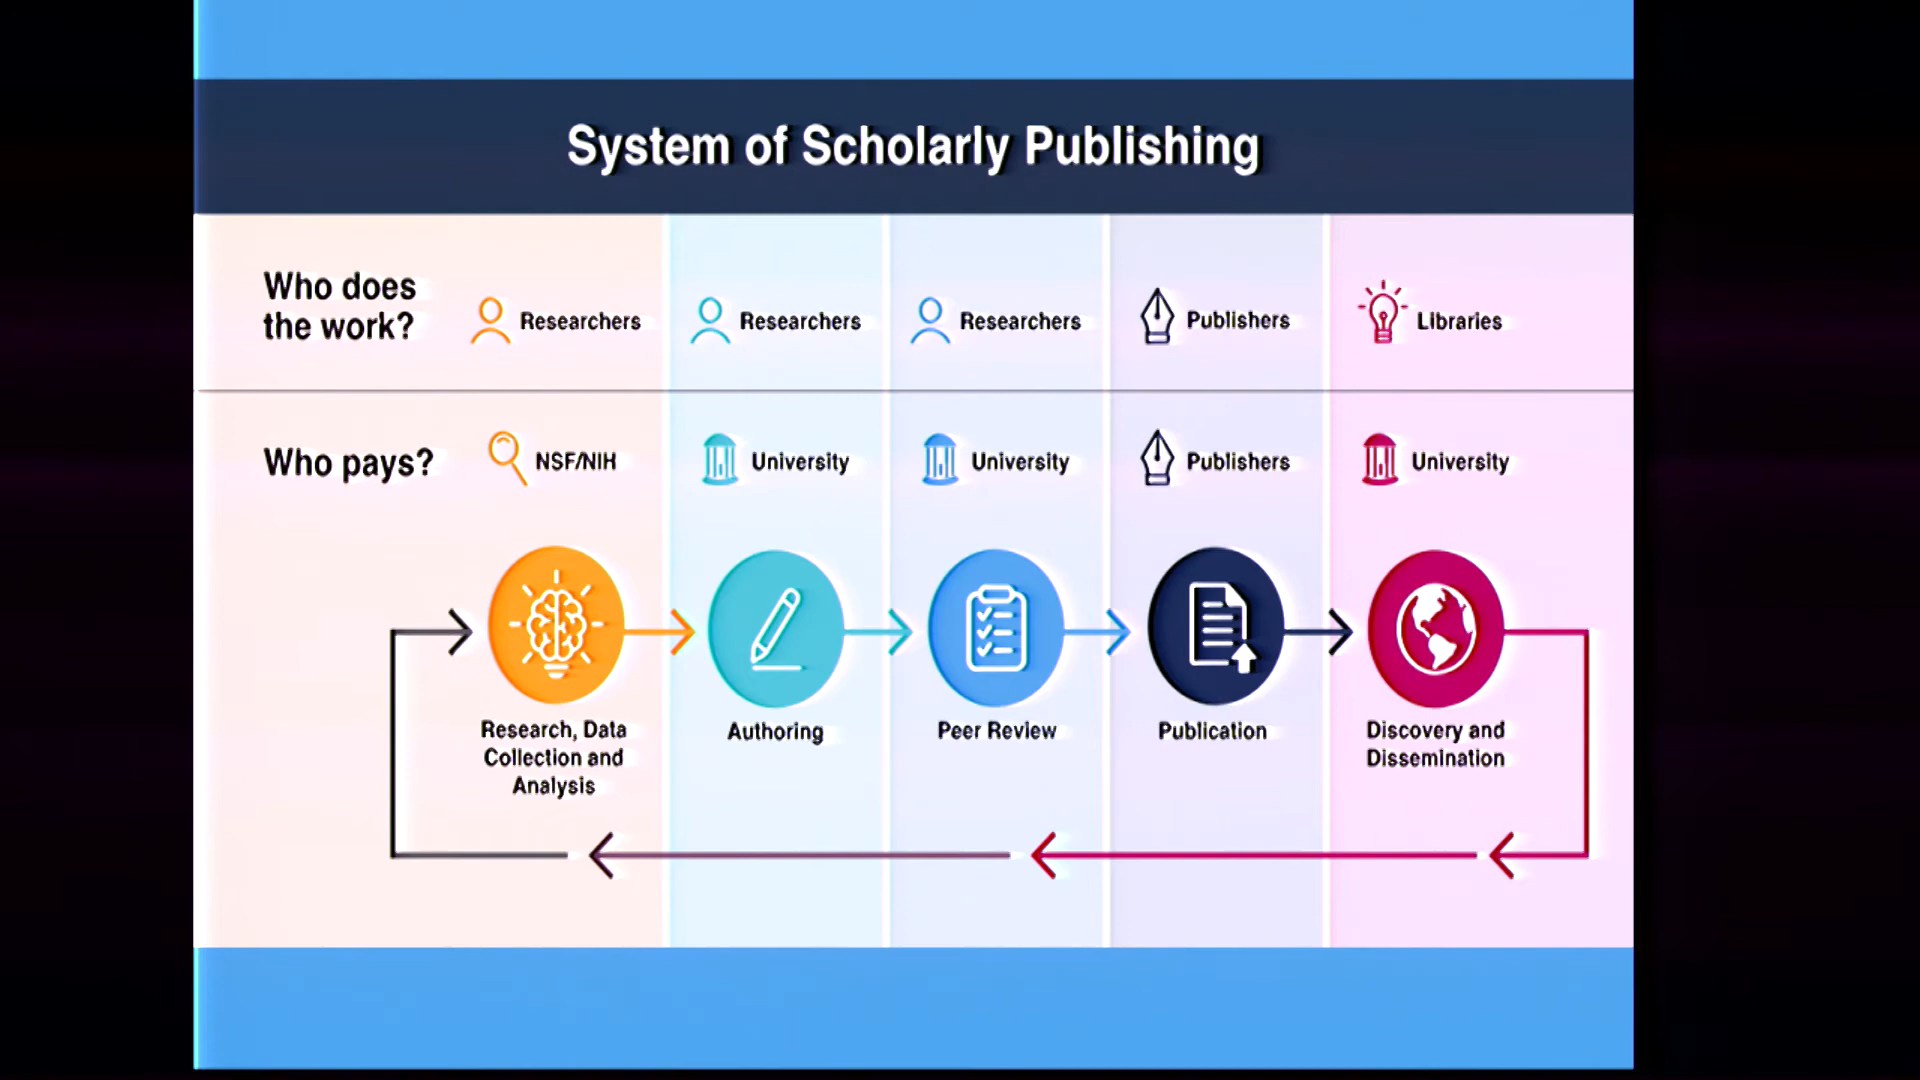 System of Scholarly Publishing
Who does
the work?
Researchers
Researchers
Researchers
Publishers
Libraries
Who pays?
NSF/NIH
University
University
Publishers
University
Research, Data
Collection and
Analysis
Authoring
Peer Review
Publication
Discovery and
Dissemination